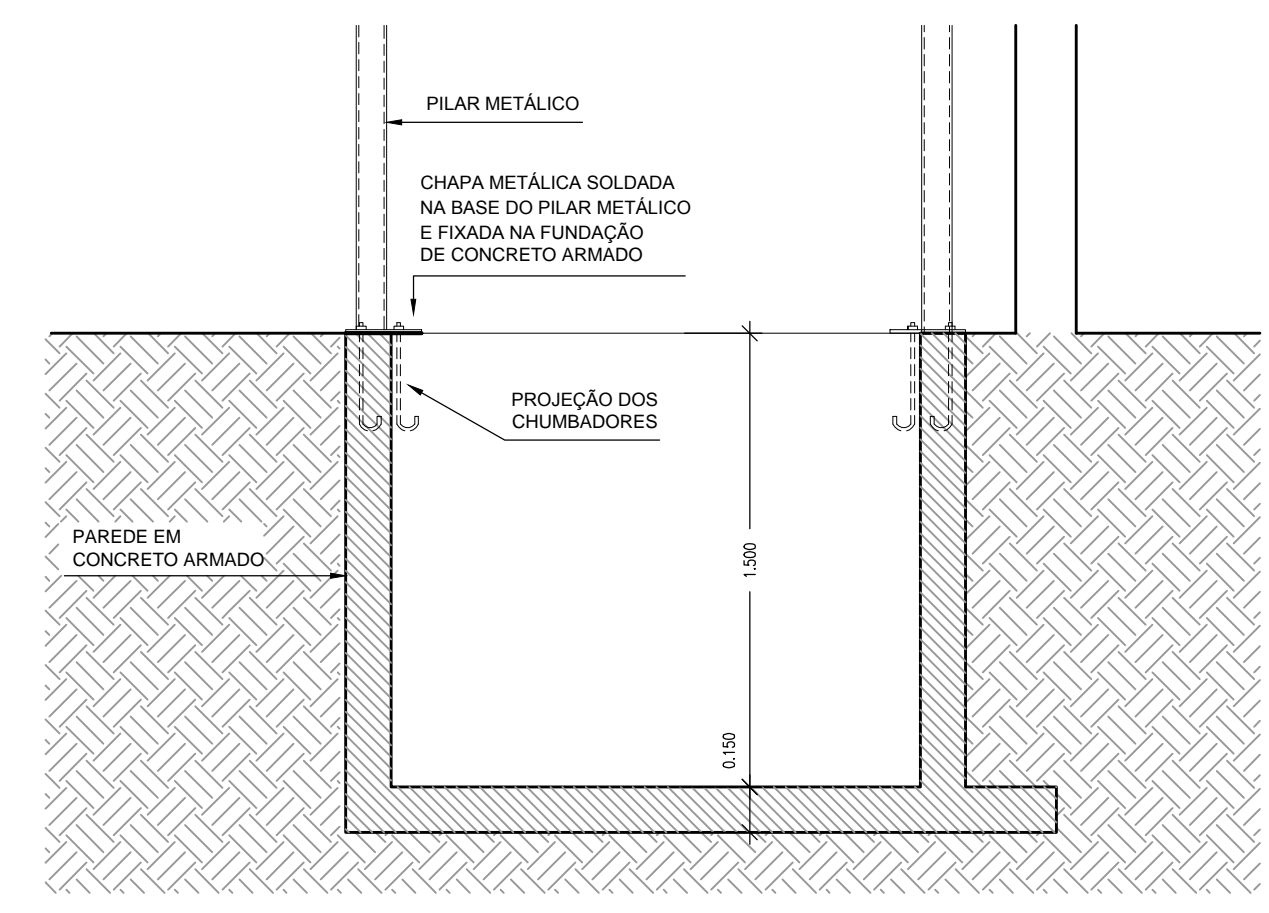 PILAR METÁLICO
CHAPA METÁLICA SOLDADA
NA BASE DO PILAR METÁLICO
E FIXADA NA FUNDAÇÃO
DE CONCRETO ARMADO
PROJEÇÃO DOS
CHUMBADORES
PAREDE EM
CONCRETO ARMADO
1.500
0.150